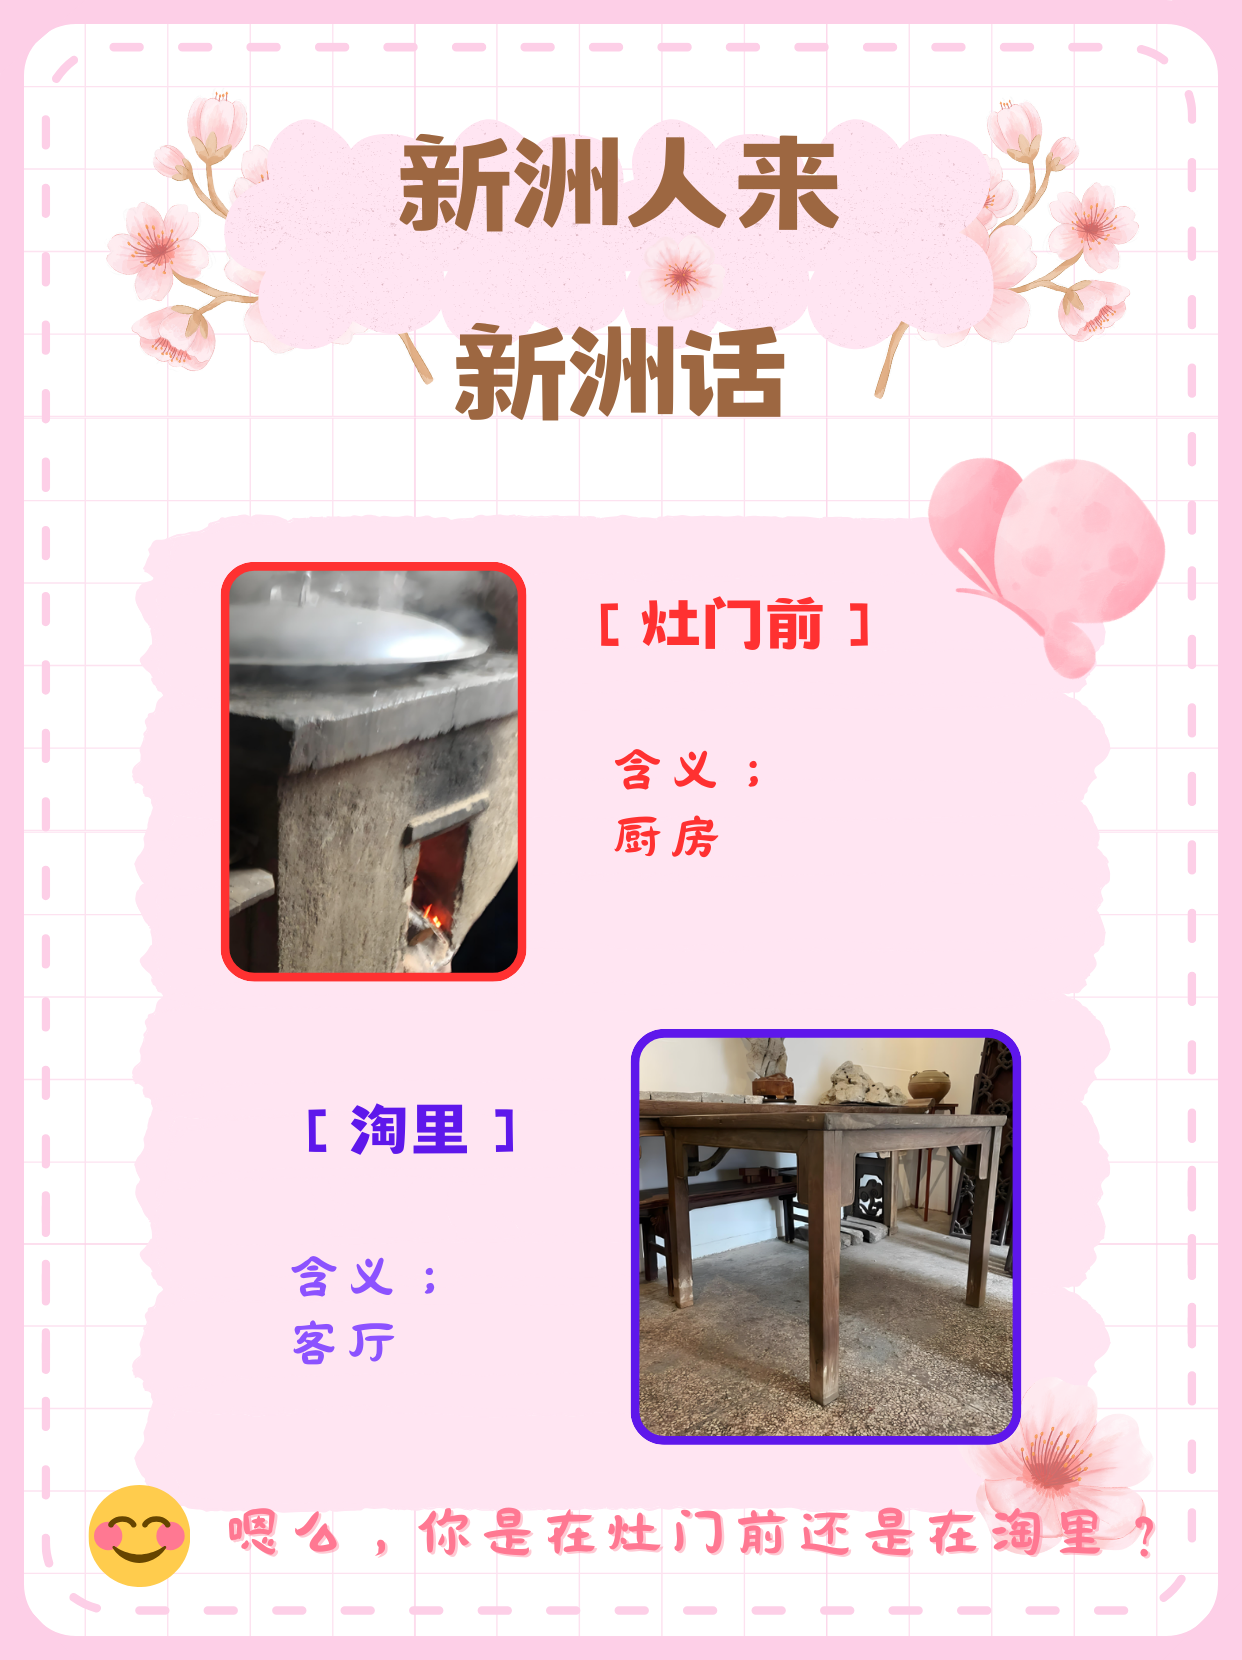 新洲人来
新洲话
[ 灶门前 ]
含义；
厨房
[ 淘里 ]
含义；
客厅
嗯么，你是在灶门前还是在淘里？